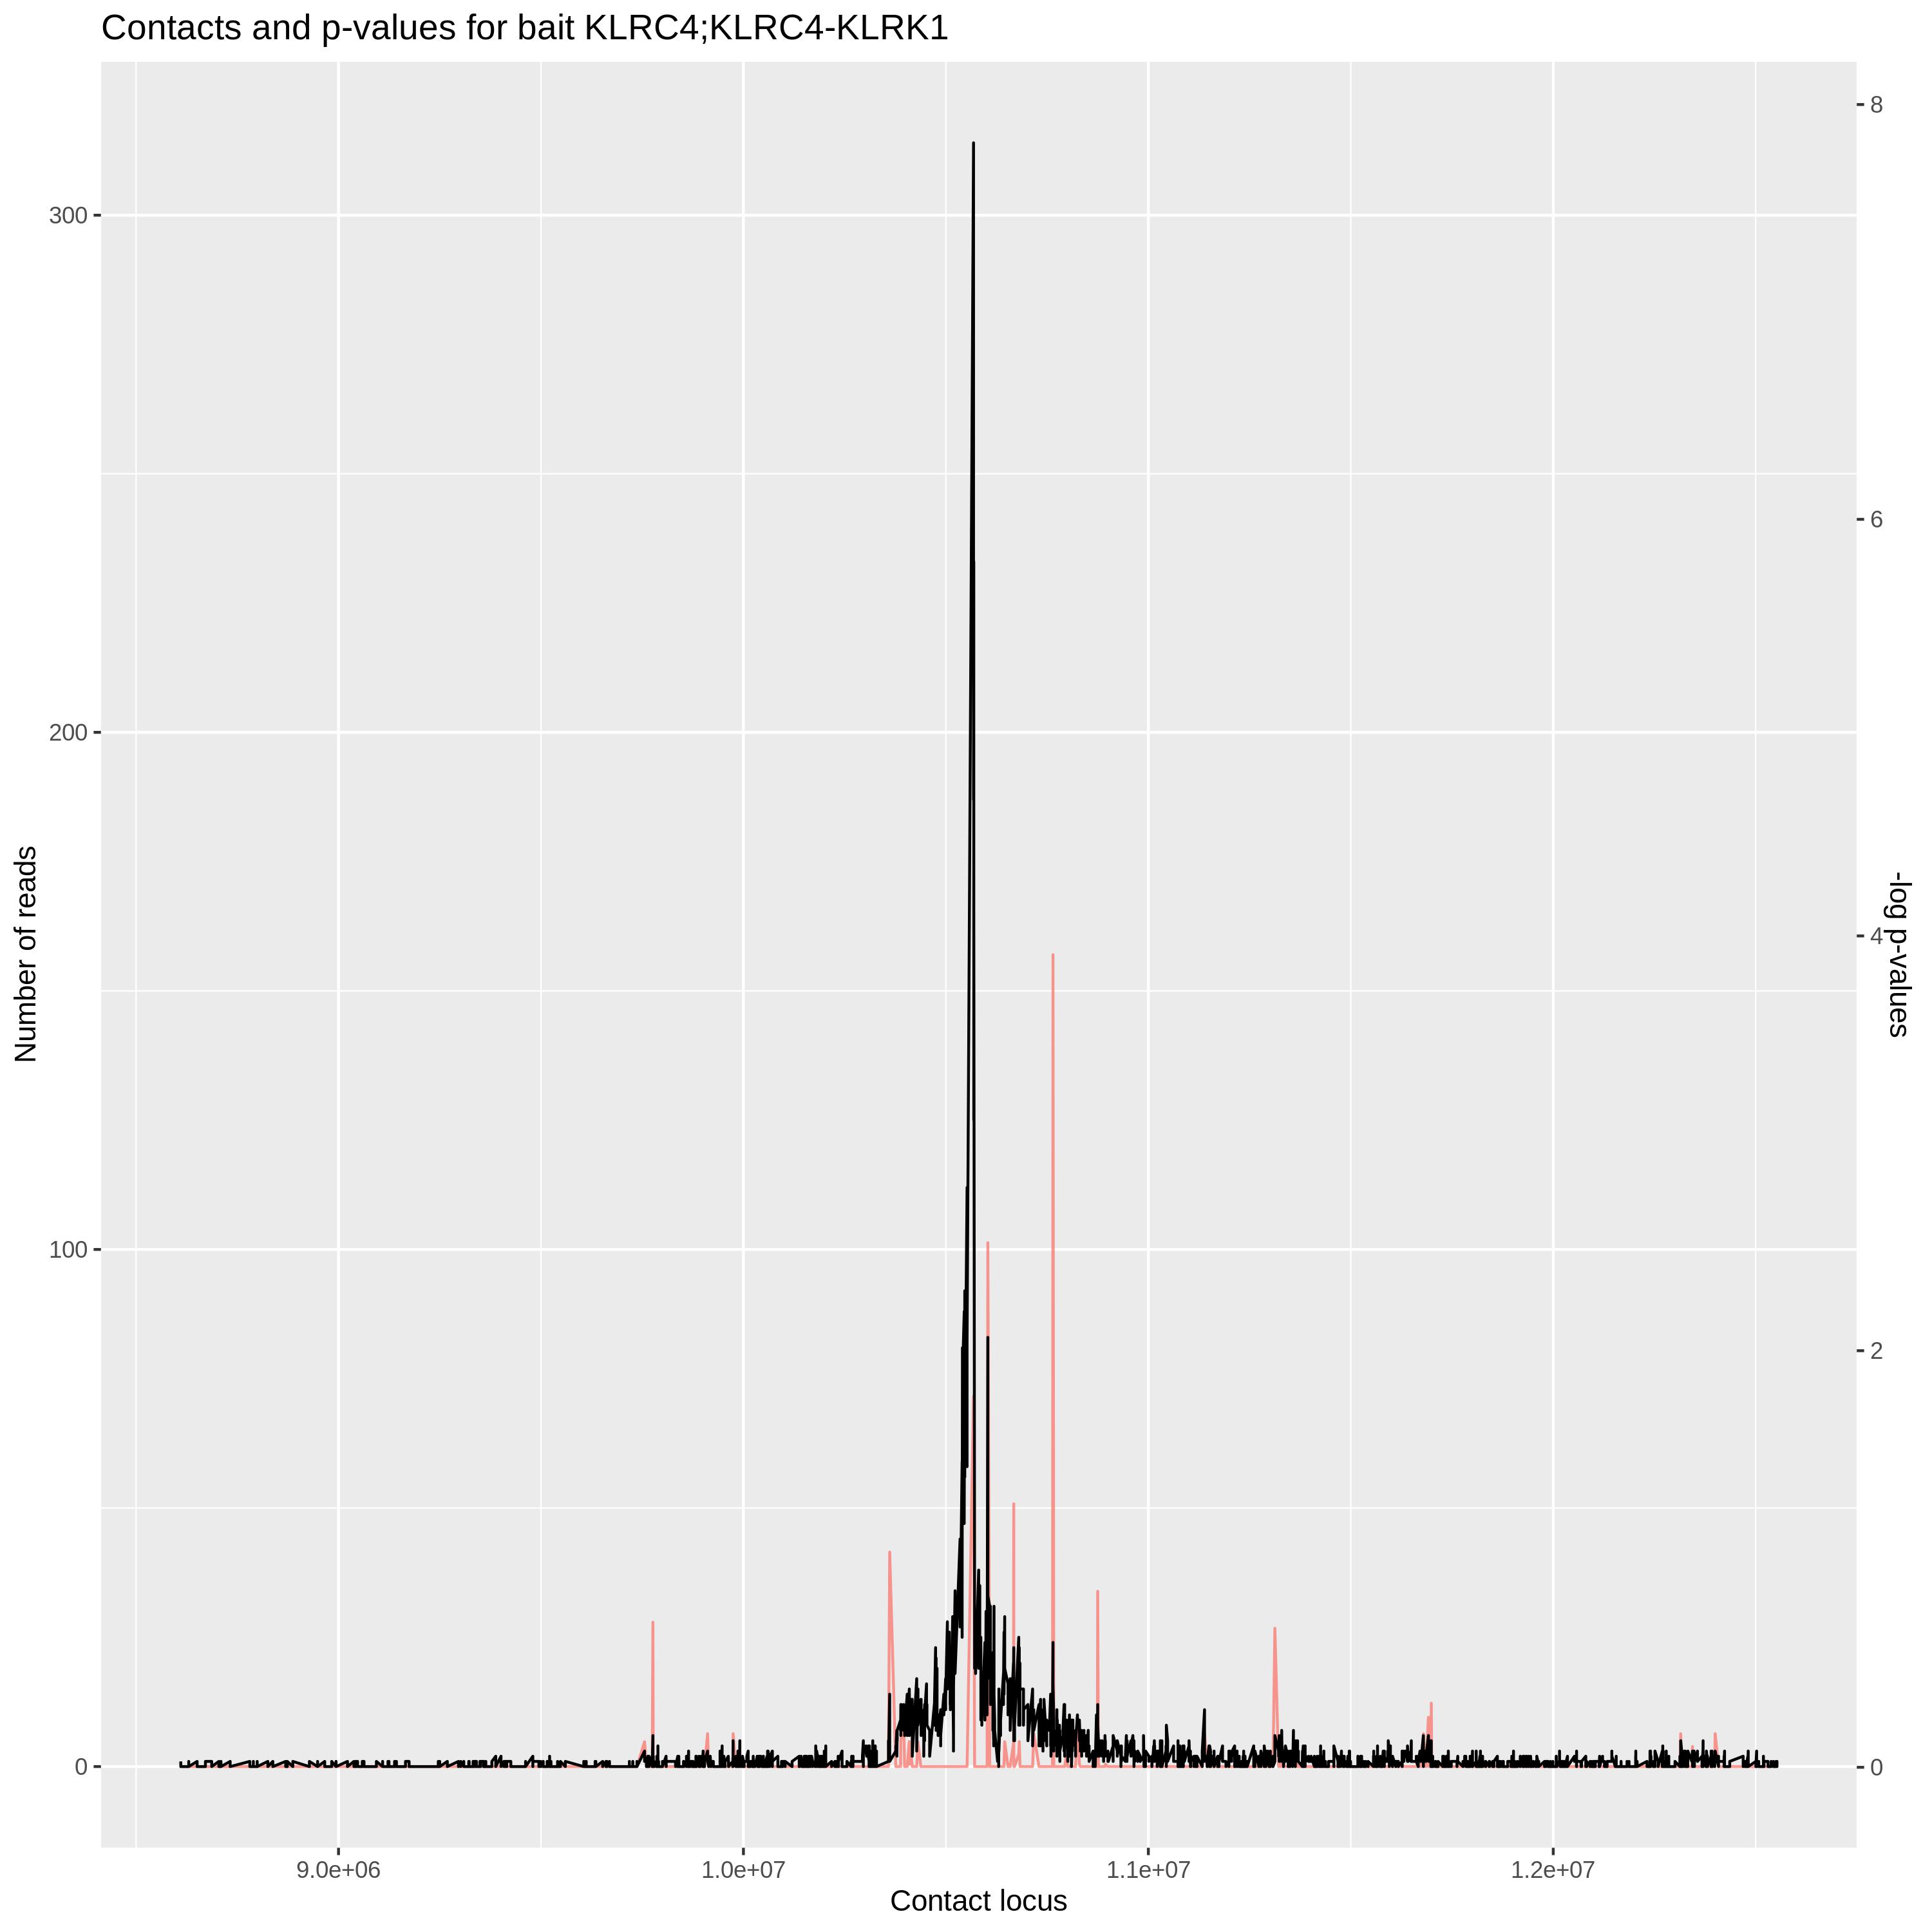 Contacts and p-values for bait KLRC4;KLRC4-KLRK1
300
200
100
0
Number of reads
8
6
4
2
0
-log p-values
9.0e+06
1.0e+07
1.1e+07
1.2e+07
Contact locus